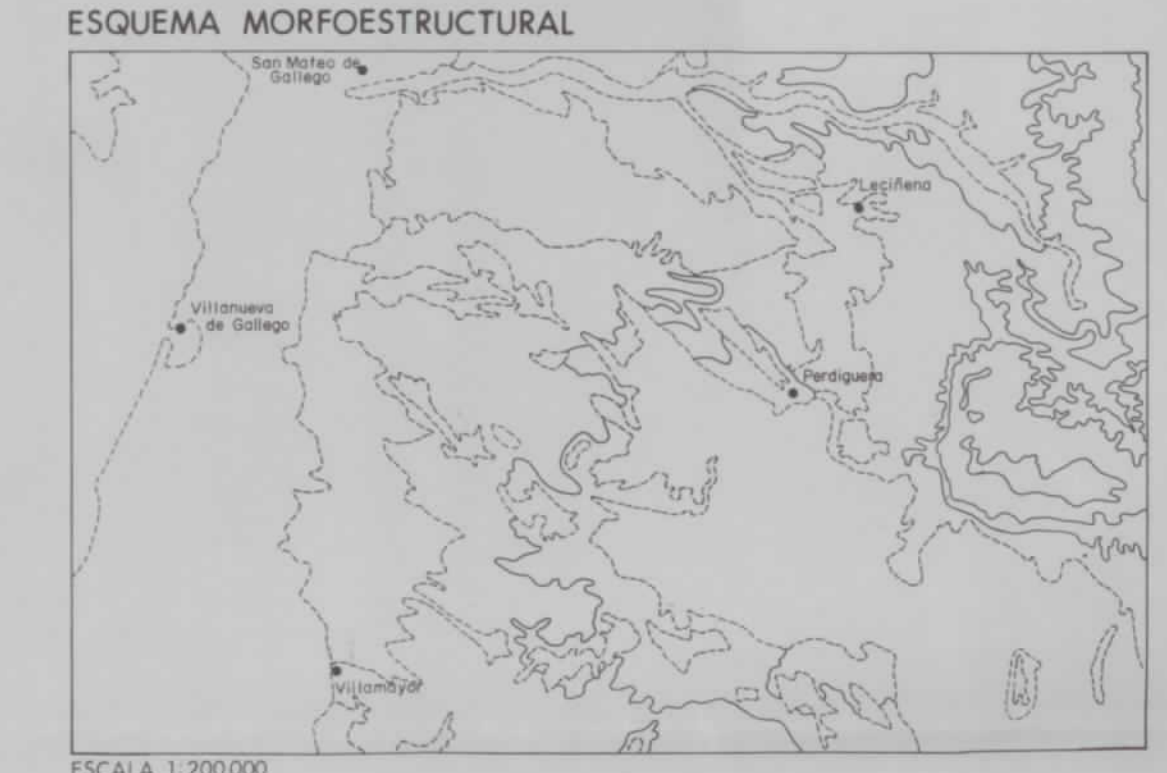 ESQUEMA MORFOESTRUCTURAL
San Mateo de
Gallego
Leciñena
Villanueva
de Gallego
Perdiguera
Villamayor
ESCALA 1:200.000